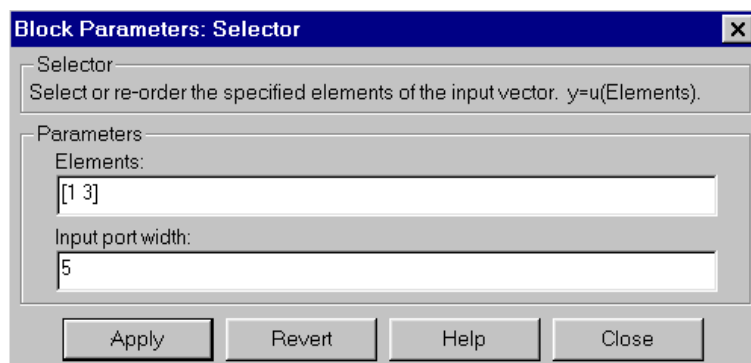 Block Parameters: Selector
Selector
Select or re-order the specified elements of the input vector. y=u(Elements).
Parameters
Elements:
[1 3]
Input port width:
5
Apply Revert Help Close